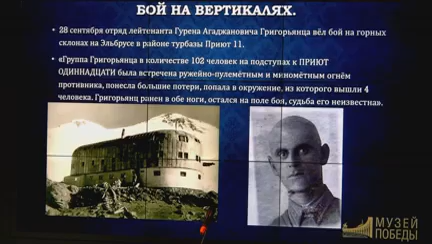 БОЙ НА ВЕРТИКАЛЯХ.
• 28 сентября отряд лейтенанта Гурена Агаджановича Григорьянца вёл бой на горных
склонах на Эльбрусе в районе турбазы Приют 11.
• «Группа Григорьянца в количестве 102 человек на подступах к ПРИЮТ
ОДИННАДЦАТИ была встречена ружейно-пулеметным и миномётным огнём
противника, понесла большие потери, попала в окружение, из которого вышли 4
человека. Григорьянц ранен в обе ноги, остался на поле боя, судьба его неизвестна».
МУЗЕЙ
ПОБЕДЫ